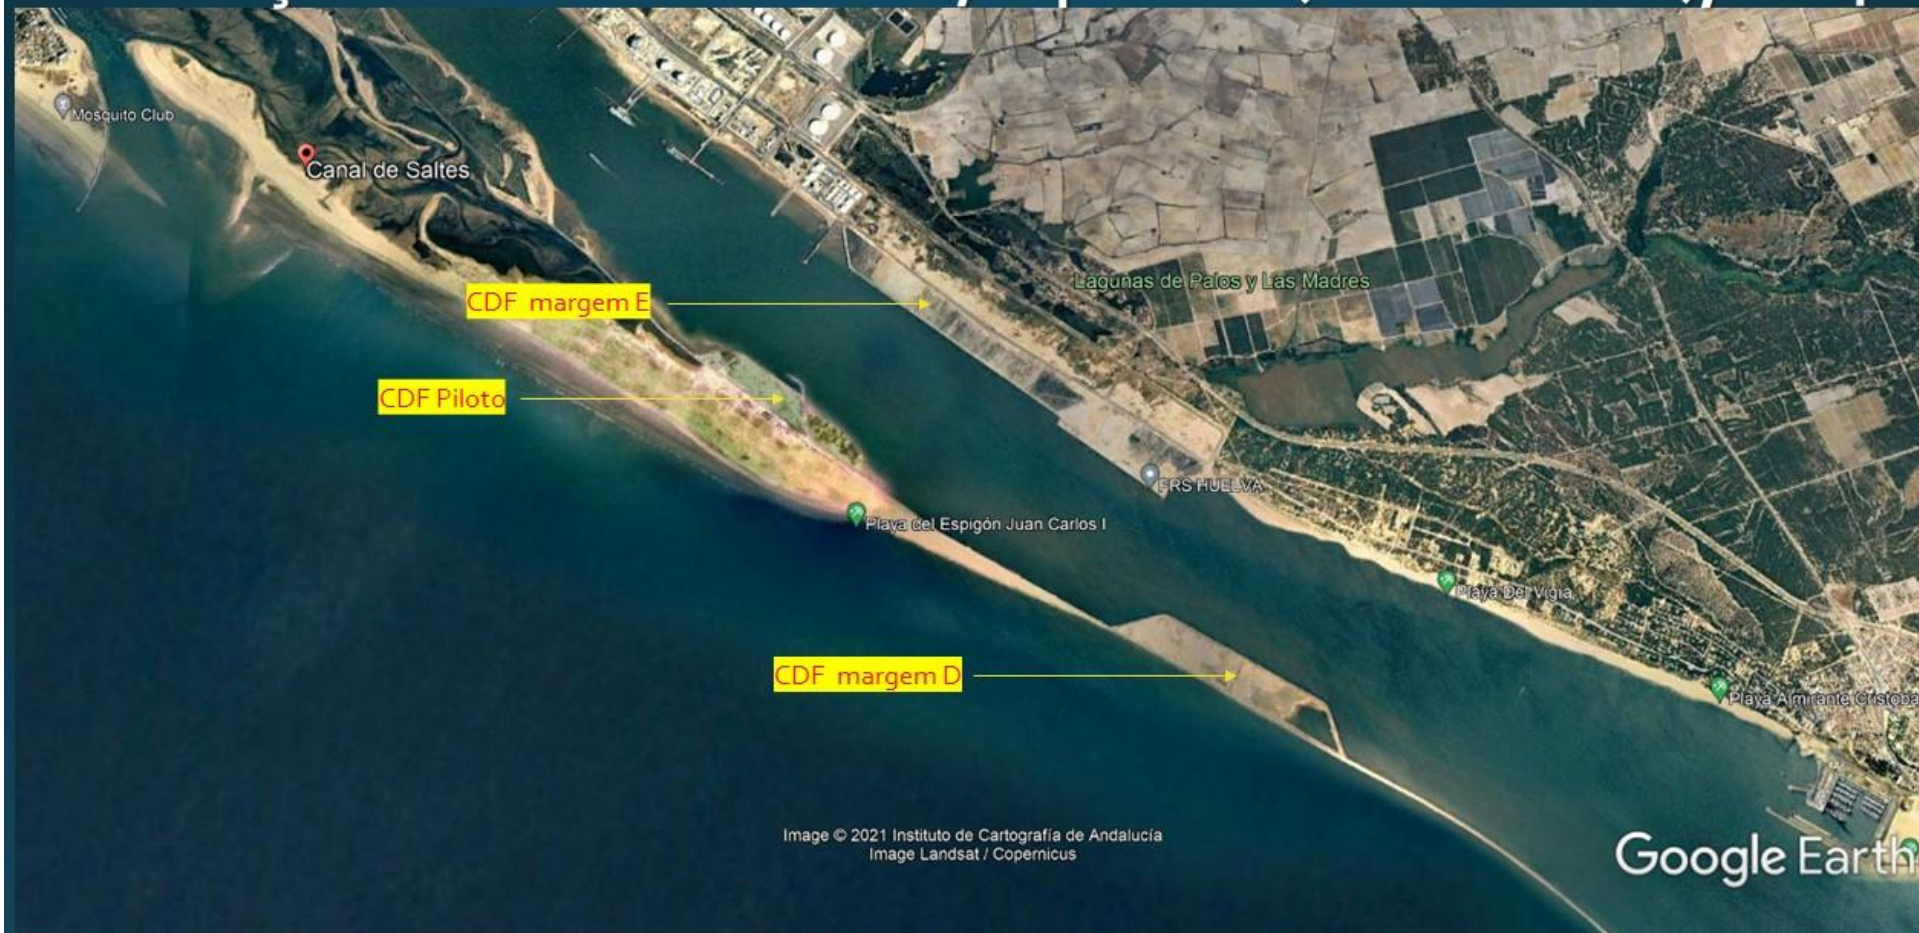 Mosquito Club
Canal de Saltes
Lagunas de Palos y Las Madres
CDF margem E
CDF Piloto
FRS HUELVA
Playa del Espigón Juan Carlos I
Playa Del Vigia
CDF margem D
Playa Almirante Cristoba
Image © 2021 Instituto de Cartografía de Andalucía
Image Landsat / Copernicus
Google Earth